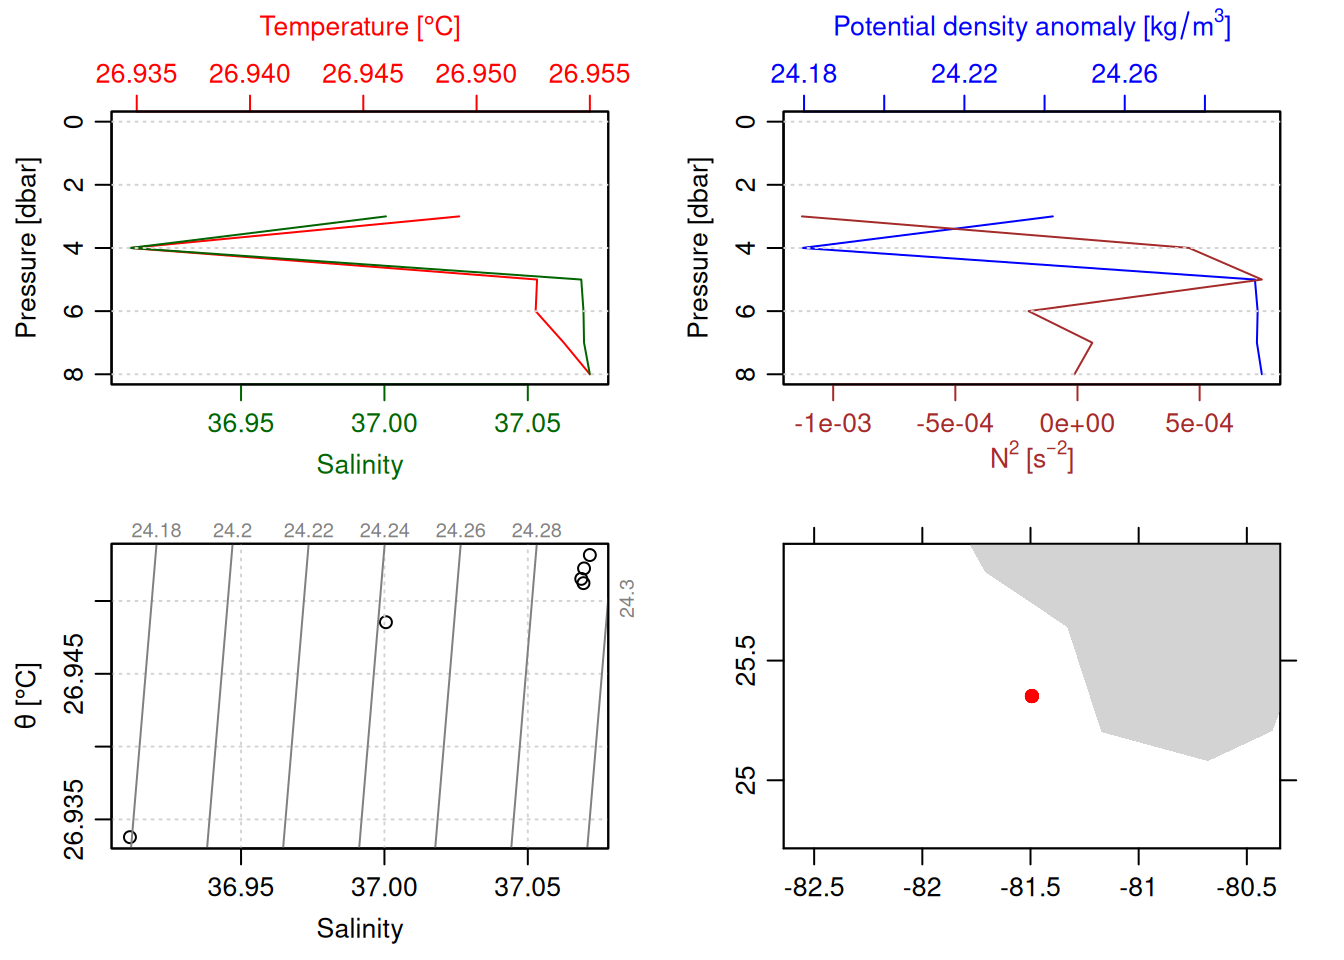 Temperature [°C]
26.935 26.940 26.945 26.950 26.955
0
2
4
6
8
Pressure [dbar]
36.95 37.00 37.05
Salinity
Potential density anomaly [kg/m³]
24.18 24.22 24.26
0
2
4
6
8
Pressure [dbar]
-1e-03 -5e-04 0e+00 5e-04
N² [s⁻²]
24.18 24.2 24.22 24.24 24.26 24.28
24.3
26.945
26.935
θ [°C]
36.95 37.00 37.05
Salinity
25.5
25
-82.5 -82 -81.5 -81 -80.5